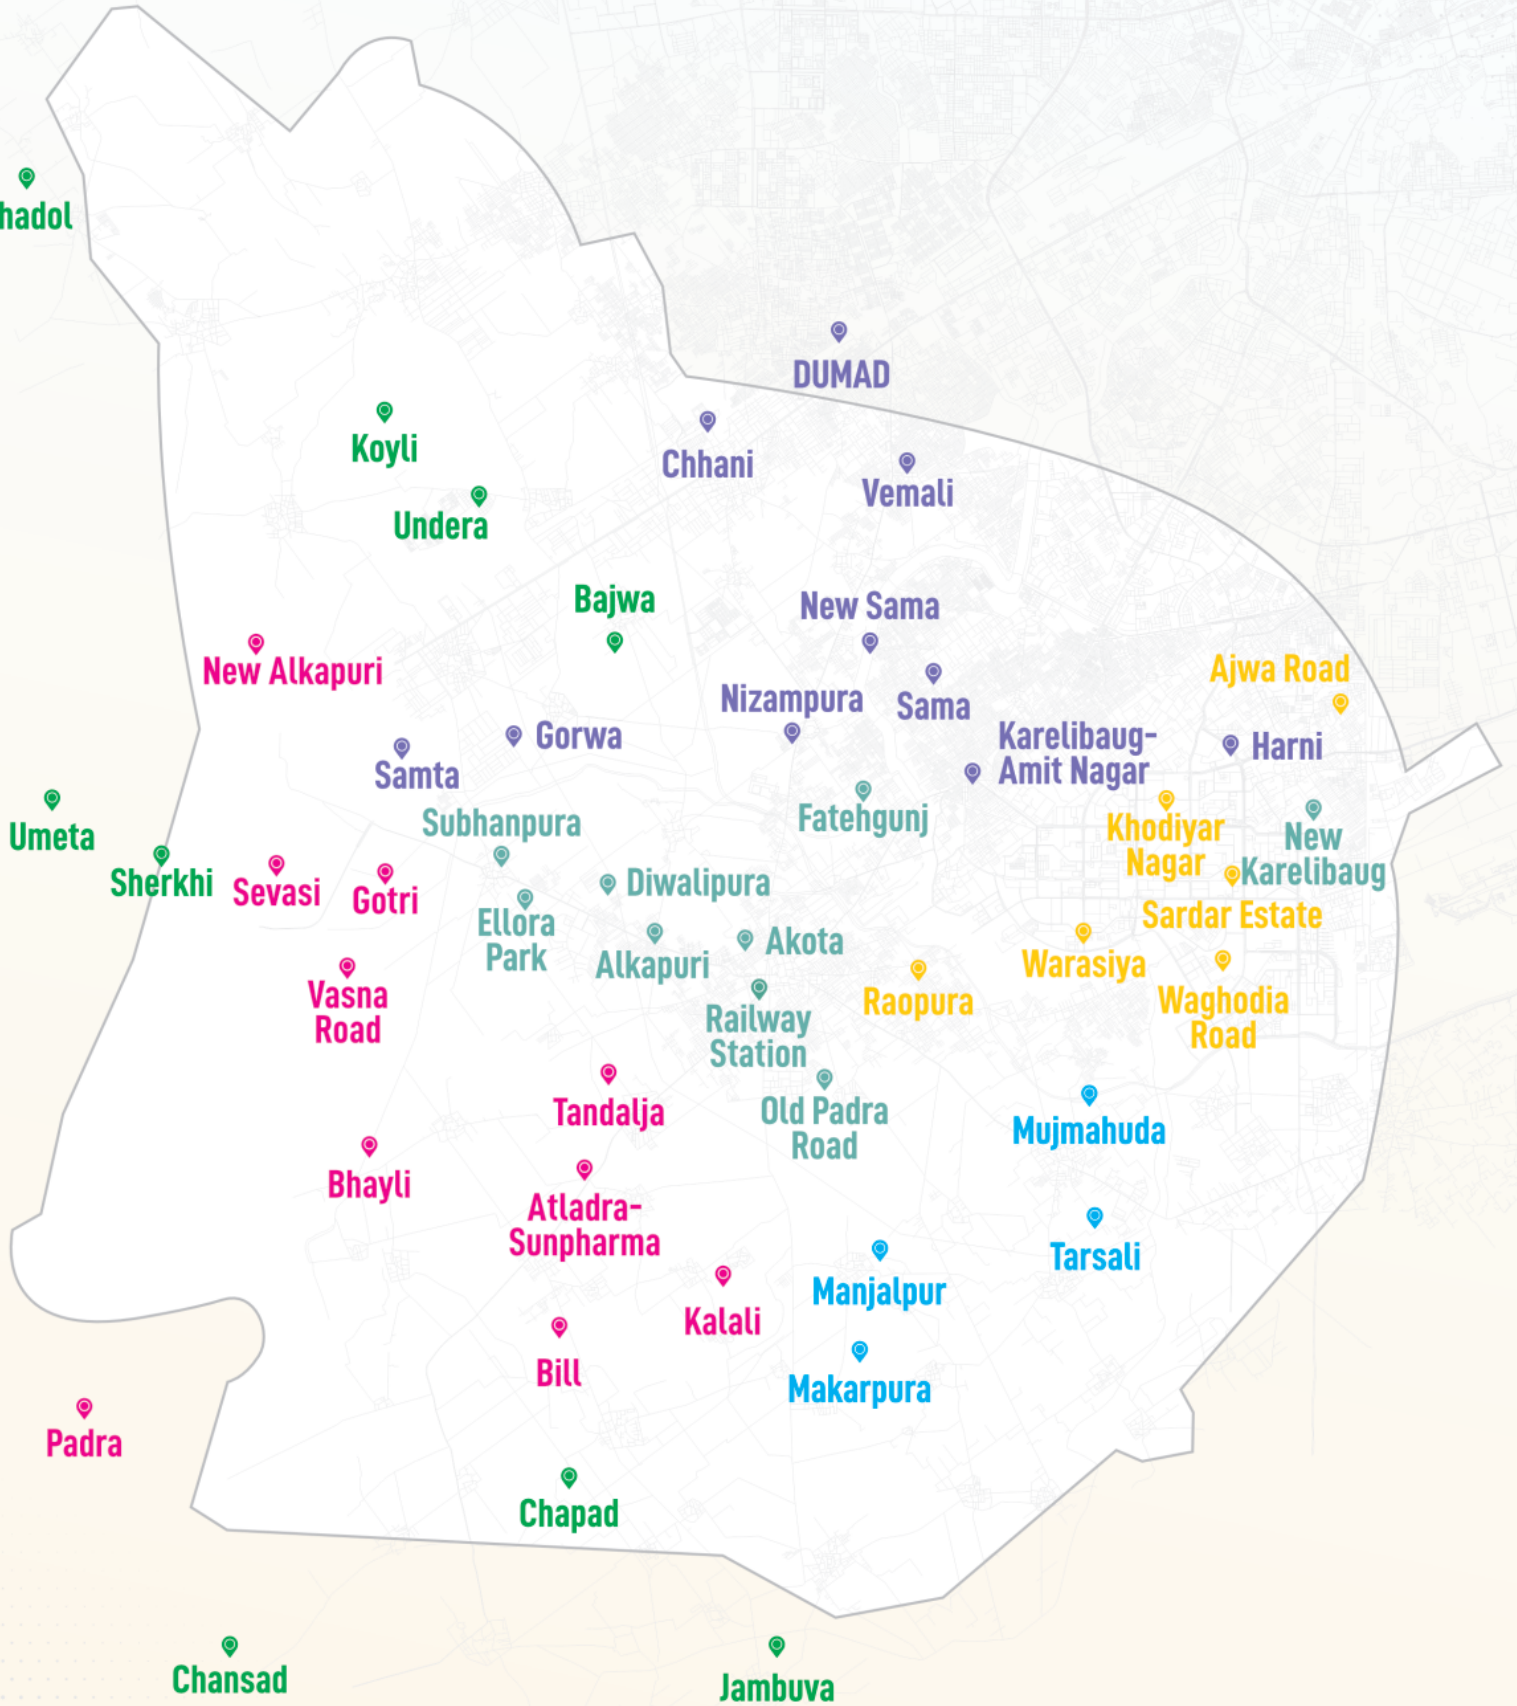 hadol
DUMAD
Koyli
Chhani
Vemali
Undera
Bajwa
New Sama
New Alkapuri
Ajwa Road
Nizampura
Sama
Gorwa
Karelibaug-
Amit Nagar
Harni
Samta
Subhanpura
Fatehgunj
Khodiyar
Nagar
New
Karelibaug
Umeta
Sherkhi
Sevasi
Gotri
Diwalipura
Ellora
Park
Alkapuri
Akota
Sardar Estate
Warasiya
Raopura
Waghodia
Road
Vasna
Road
Railway
Station
Tandalja
Old Padra
Road
Mujmahuda
Bhayli
Atladra-
Sunpharma
Tarsali
Manjalpur
Kalali
Bill
Makarpura
Padra
Chapad
Chansad
Jambuva